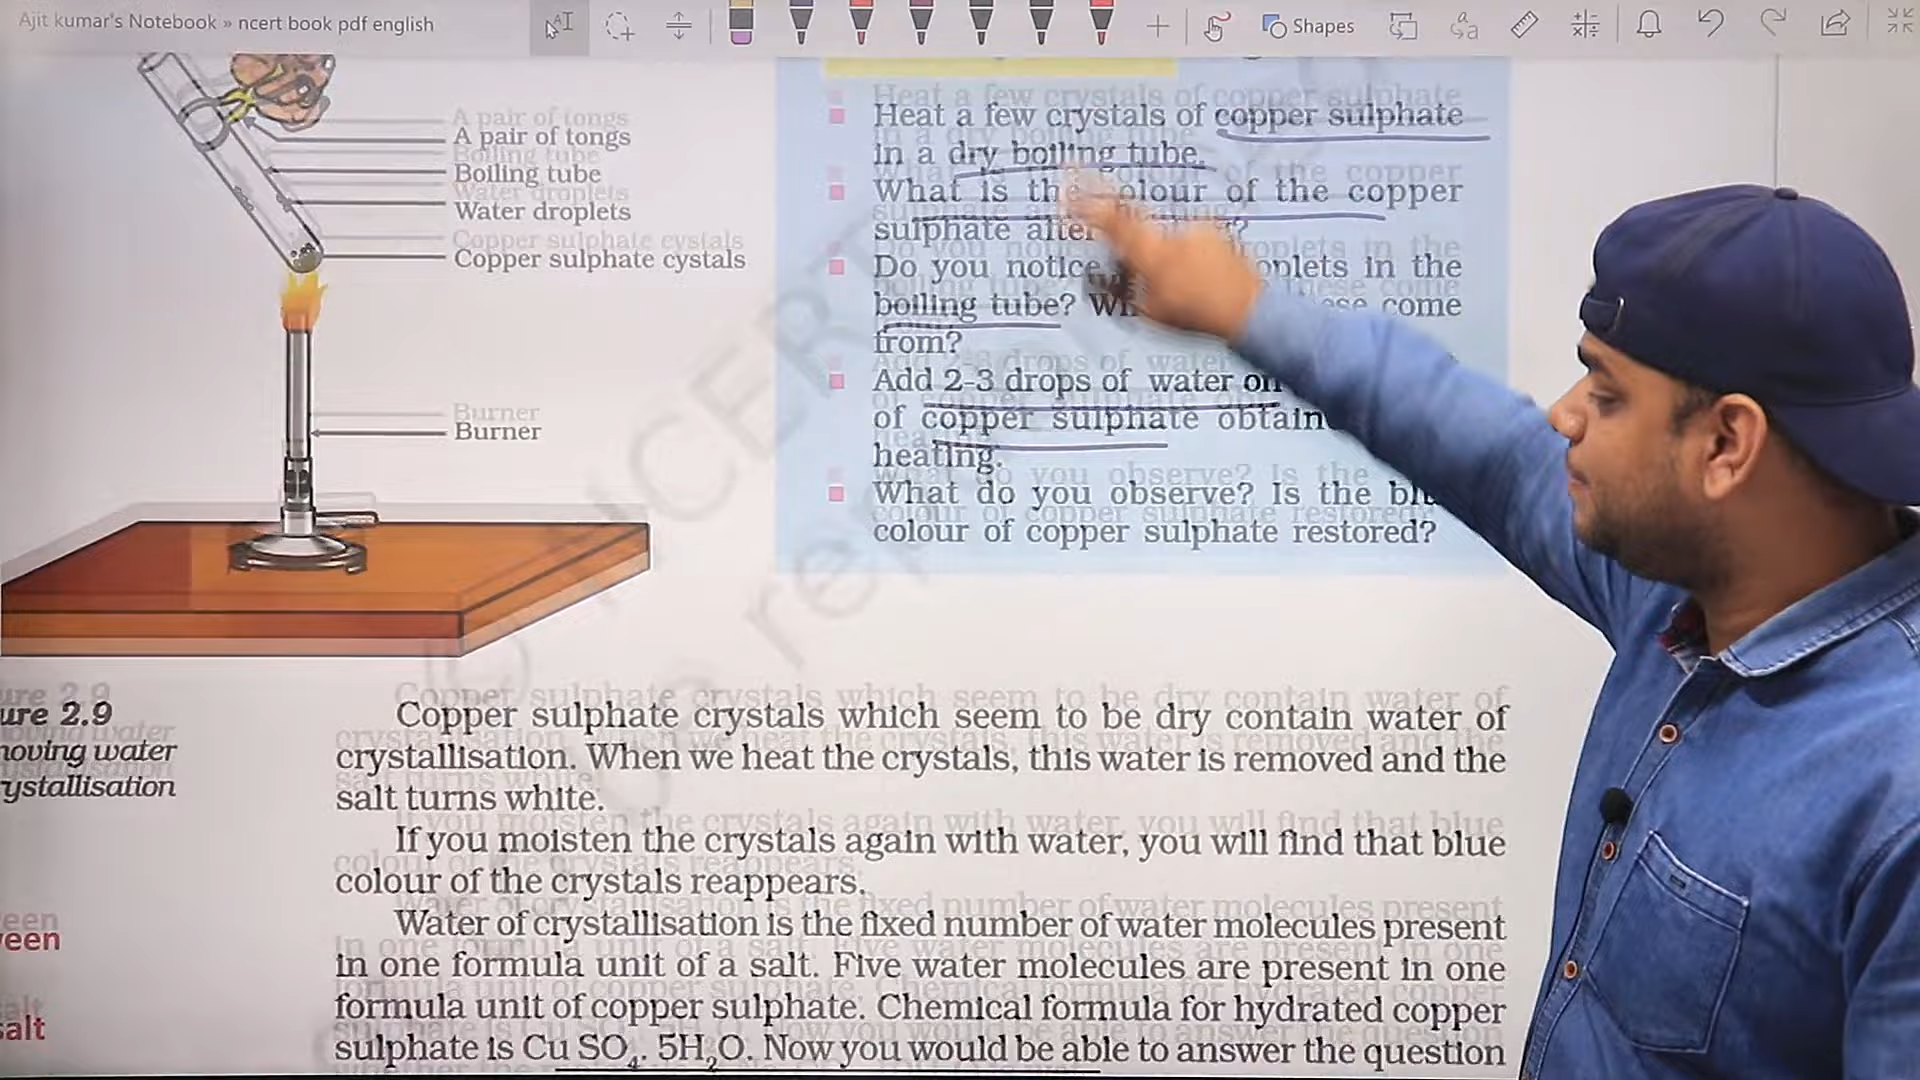 Ajit kumar's Notebook » ncert book pdf english
Shapes
A pair of tongs
Boiling tube
Water droplets
Copper sulphate cystals
Burner
Heat a few crystals of copper sulphate
in a dry boiling tube.
What is the colour of the copper
sulphate after
Do you notice droplets in the
boiling tube? come
from?
Add 2-3 drops of water on
of copper sulphate
heating.
What do you observe? Is the
colour of copper sulphate restored?
ure 2.9
moving water
rystallisation
Copper sulphate crystals which seem to be dry contain water of
crystallisation. When we heat the crystals, this water is removed and the
salt turns white.
If you moisten the crystals again with water, you will find that blue
colour of the crystals reappears.
Water of crystallisation is the fixed number of water molecules present
in one formula unit of a salt. Five water molecules are present in one
formula unit of copper sulphate. Chemical formula for hydrated copper
sulphate is Cu SO₄. 5H₂O. Now you would be able to answer the question
veen
salt
© NCERT